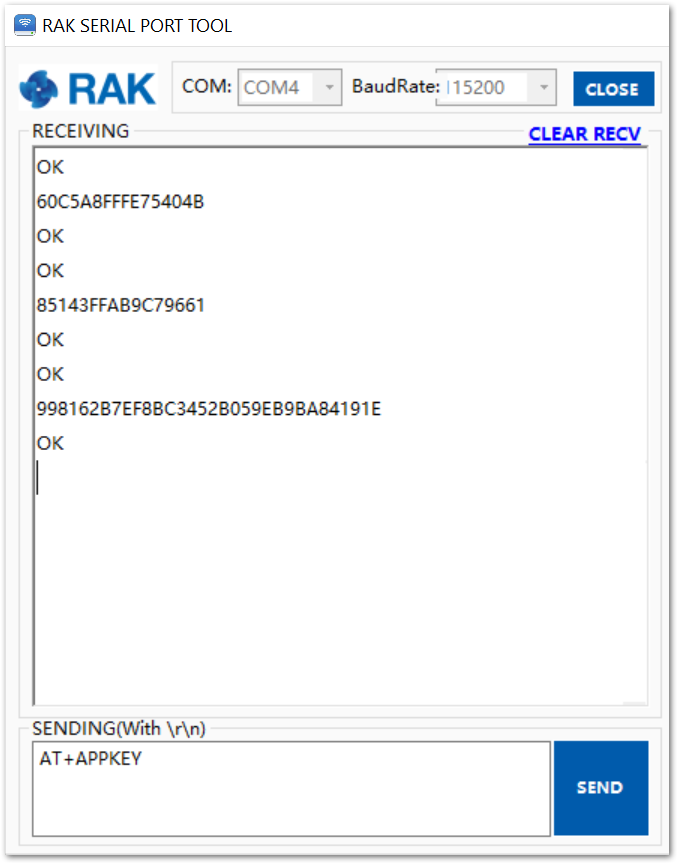 RAK SERIAL PORT TOOL
RAK COM: COM4 BaudRate: 115200 CLOSE
RECEIVING CLEAR RECV
OK
60C5A8FFFE75404B
OK
OK
85143FFAB9C79661
OK
OK
998162B7EF8BC3452B059EB9BA84191E
OK
SENDING(With \r\n)
AT+APPKEY
SEND